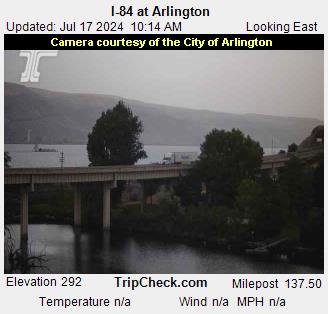 I-84 at Arlington
Updated: Jul 17 2024 10:14 AM Looking East
Camera courtesy of the City of Arlington
Elevation 292 TripCheck.com Milepost 137.50
Temperature n/a Wind n/a MPH n/a